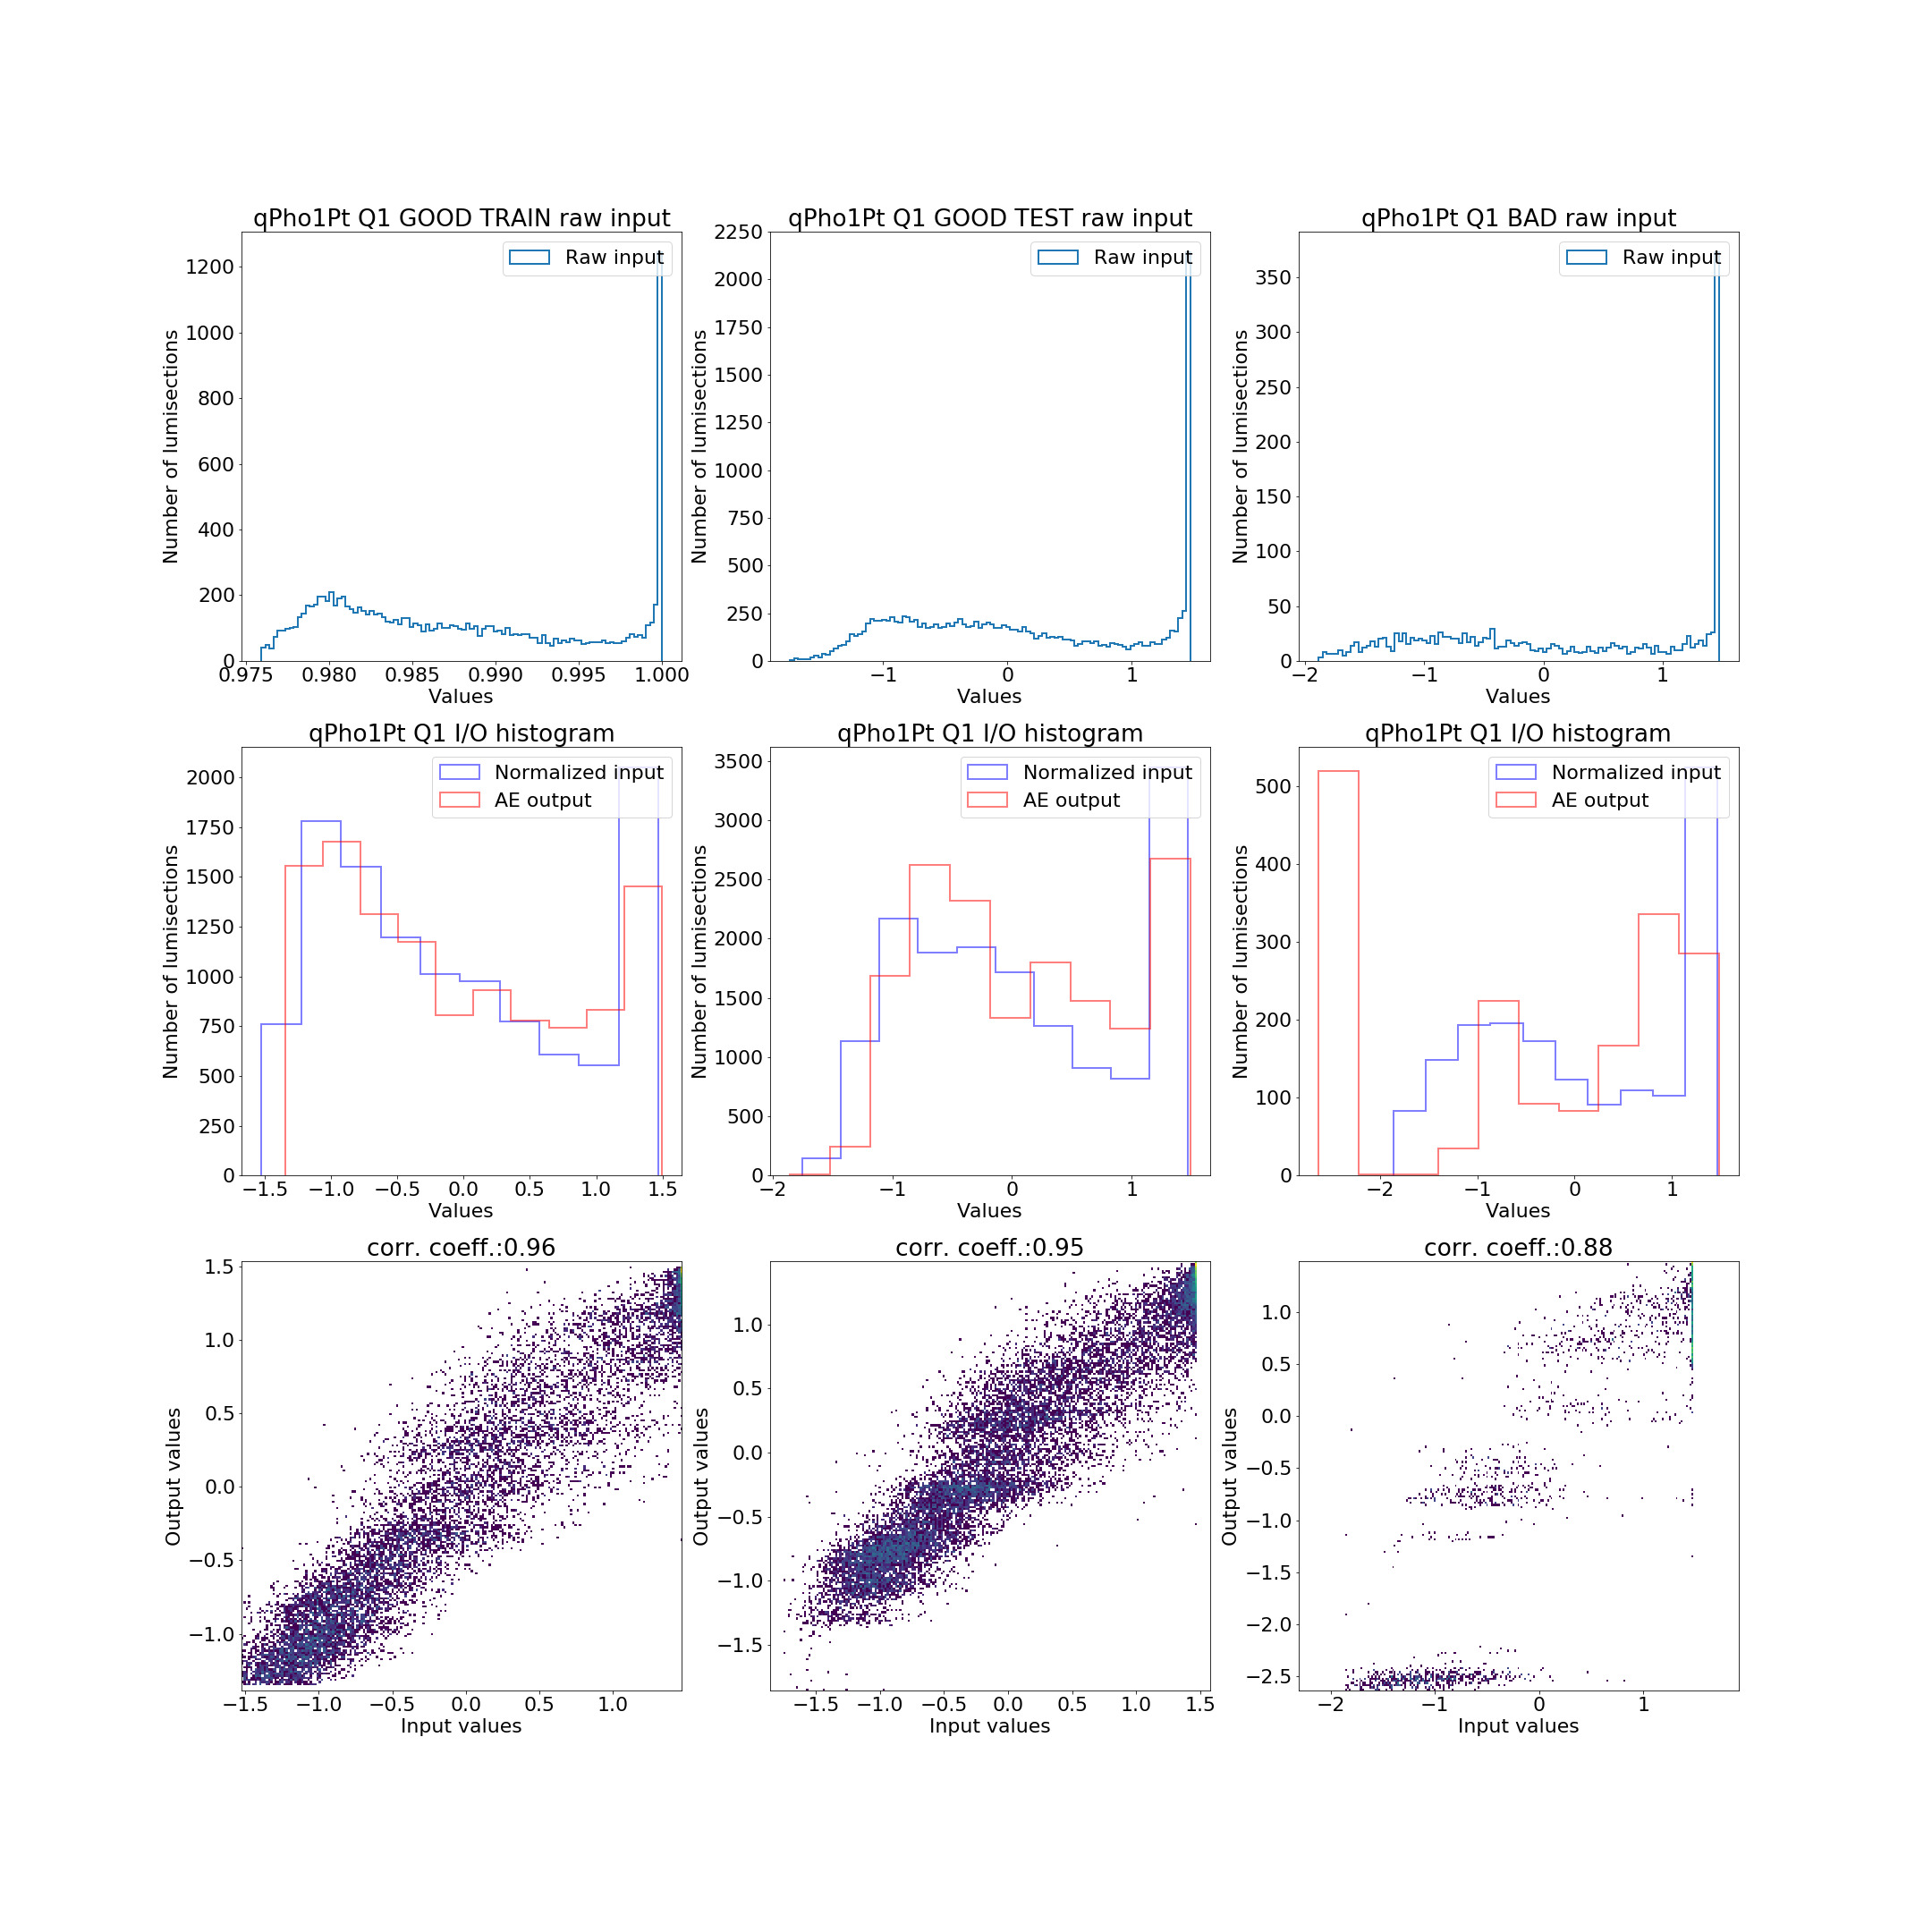 qPho1Pt Q1 GOOD TRAIN raw input
Raw input
Number of lumisections
1200
1000
800
600
400
200
0
0.975 0.980 0.985 0.990 0.995 1.000
Values
qPho1Pt Q1 GOOD TEST raw input
Raw input
Number of lumisections
2250
2000
1750
1500
1250
1000
750
500
250
0
−1 0 1
Values
qPho1Pt Q1 BAD raw input
Raw input
Number of lumisections
350
300
250
200
150
100
50
0
−2 −1 0 1
Values
qPho1Pt Q1 I/O histogram
Normalized input
AE output
Number of lumisections
2000
1750
1500
1250
1000
750
500
250
0
−1.5 −1.0 −0.5 0.0 0.5 1.0 1.5
Values
qPho1Pt Q1 I/O histogram
Normalized input
AE output
Number of lumisections
3500
3000
2500
2000
1500
1000
500
0
−2 −1 0 1
Values
qPho1Pt Q1 I/O histogram
Normalized input
AE output
Number of lumisections
500
400
300
200
100
0
−2 −1 0 1
Values
corr. coeff.:0.96
Output values
1.5
1.0
0.5
0.0
−0.5
−1.0
−1.5 −1.0 −0.5 0.0 0.5 1.0
Input values
corr. coeff.:0.95
Output values
1.0
0.5
0.0
−0.5
−1.0
−1.5
−1.5 −1.0 −0.5 0.0 0.5 1.0 1.5
Input values
corr. coeff.:0.88
Output values
1.0
0.5
0.0
−0.5
−1.0
−1.5
−2.0
−2.5
−2 −1 0 1
Input values